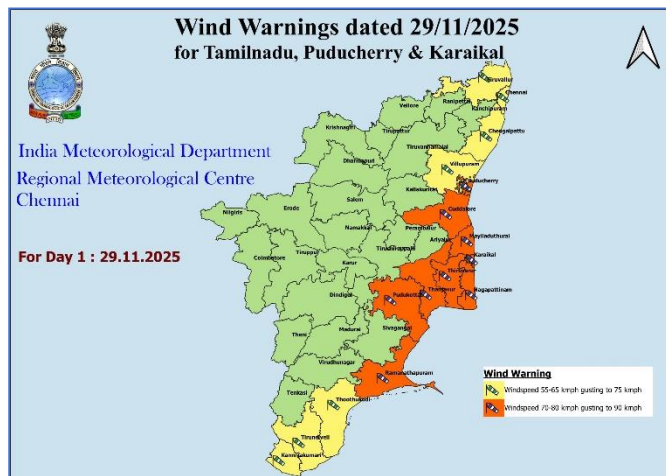 Wind Warnings dated 29/11/2025
for Tamilnadu, Puducherry & Karaikal
India Meteorological Department
Regional Meteorological Centre
Chennai
For Day 1 : 29.11.2025
Tiruvallur
Chennai
Ranipettai
Kanchipuram
Vellore
Chengalpattu
Krishnagiri
Tirupattur
Tiruvannamalai
Dharmapuri
Villupuram
Puducherry
Kallakurichi
Salem
Cuddalore
Nilgiris
Erode
Namakkal
Perambalur
Ariyalur
Mayiladuthurai
Karaikal
Tiruchirappalli
Coimbatore
Tiruppur
Karur
Thiruvarur
Thanjavur
Nagapattinam
Pudukottai
Dindigul
Theni
Madurai
Sivagangai
Virudhunagar
Ramanathapuram
Tenkasi
Thoothukudi
Tirunelveli
Kanniyakumari
Wind Warning
Windspeed 55-65 kmph gusting to 75 kmph
Windspeed 70-80 kmph gusting to 90 kmph